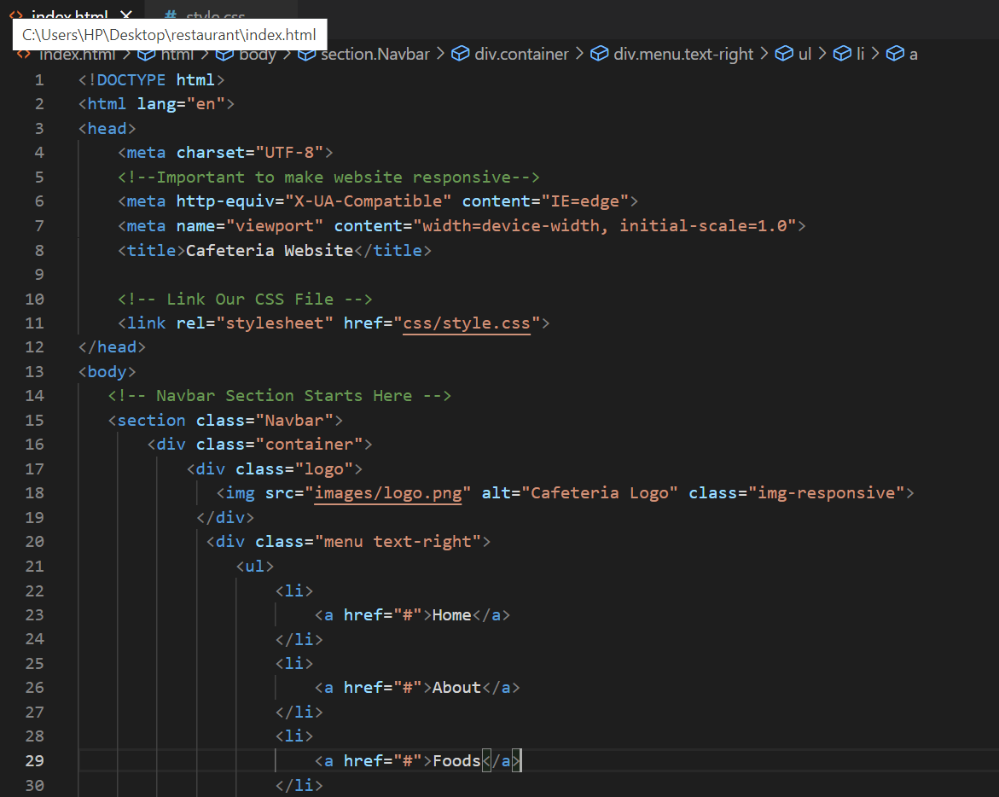 index.html
style.css
C:\Users\HP\Desktop\restaurant\index.html
index.html > html > body > section.Navbar > div.container > div.menu.text-right > ul > li > a
1 <!DOCTYPE html>
2 <html lang="en">
3 <head>
4 <meta charset="UTF-8">
5 <!--Important to make website responsive-->
6 <meta http-equiv="X-UA-Compatible" content="IE=edge">
7 <meta name="viewport" content="width=device-width, initial-scale=1.0">
8 <title>Cafeteria Website</title>
9
10 <!-- Link Our CSS File -->
11 <link rel="stylesheet" href="css/style.css">
12 </head>
13 <body>
14 <!-- Navbar Section Starts Here -->
15 <section class="Navbar">
16 <div class="container">
17 <div class="logo">
18 <img src="images/logo.png" alt="Cafeteria Logo" class="img-responsive">
19 </div>
20 <div class="menu text-right">
21 <ul>
22 <li>
23 <a href="#">Home</a>
24 </li>
25 <li>
26 <a href="#">About</a>
27 </li>
28 <li>
29 <a href="#">Foods</a>
30 </li>